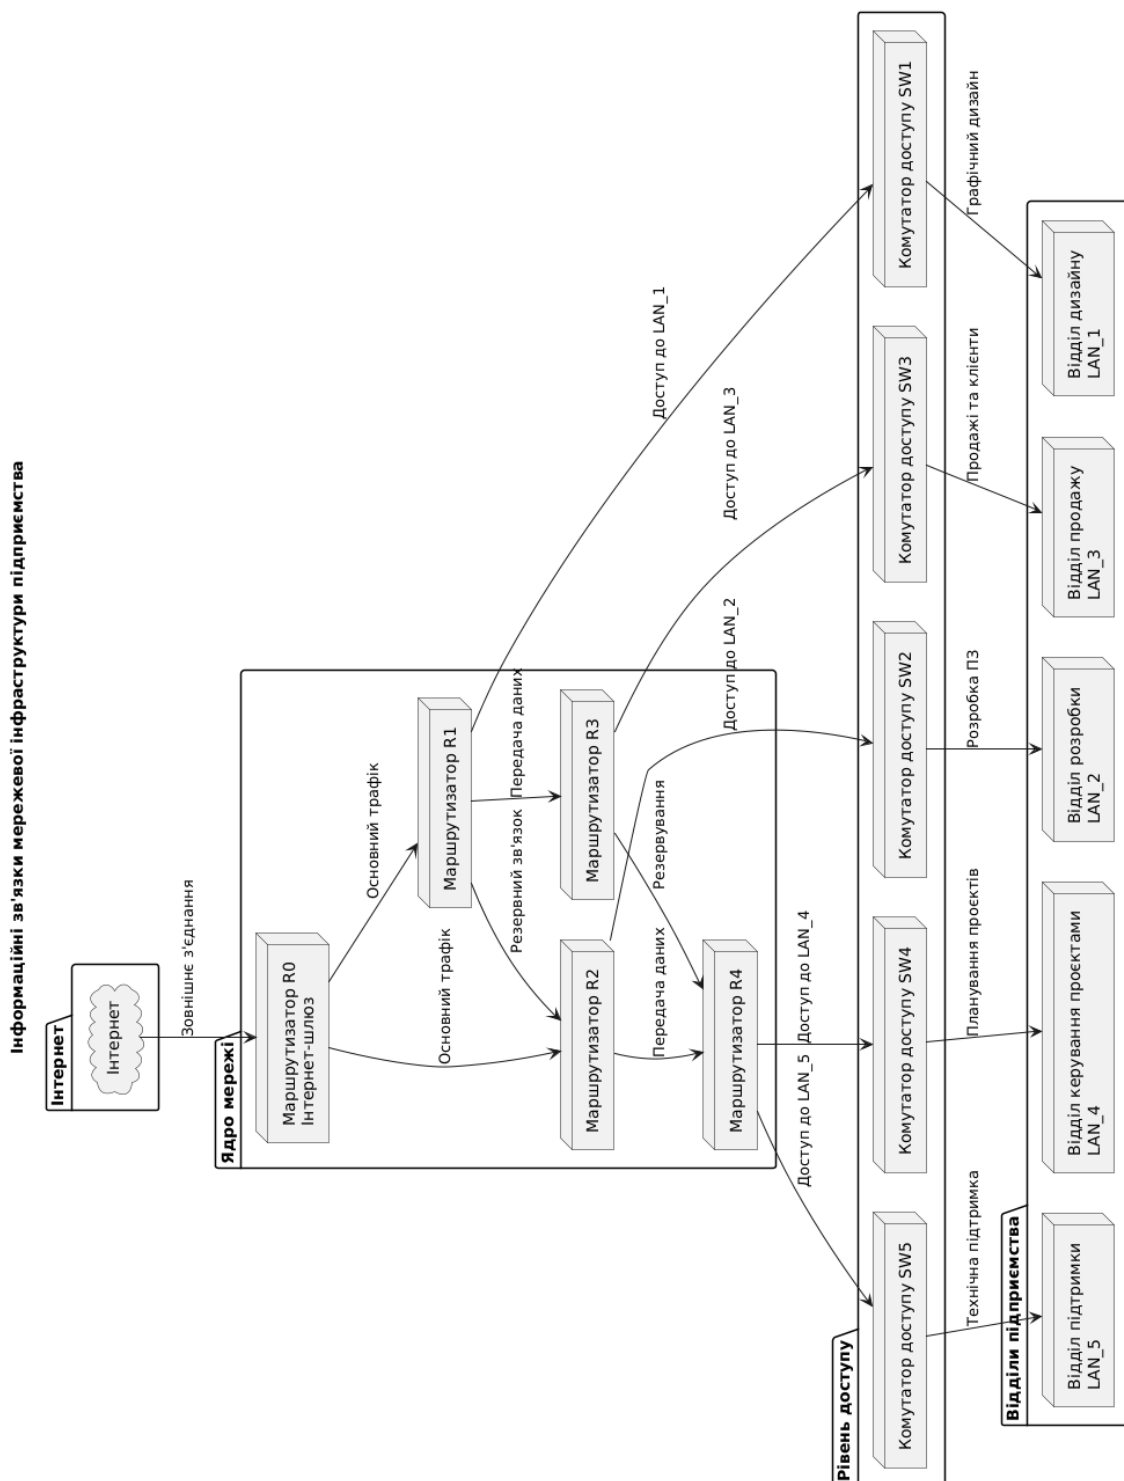 Інформаційні зв'язки мережевої інфраструктури підприємства
Інтернет
Інтернет
Зовнішнє з'єднання
Ядро мережі
Маршрутизатор R0
Інтернет-шлюз
Основний трафік
Основний трафік
Маршрутизатор R1
Резервний зв'язок
Передача даних
Маршрутизатор R2
Маршрутизатор R3
Передача даних
Резервування
Маршрутизатор R4
Доступ до LAN_1
Доступ до LAN_3
Доступ до LAN_2
Доступ до LAN_5
Доступ до LAN_4
Рівень доступу
Комутатор доступу SW5
Комутатор доступу SW4
Комутатор доступу SW2
Комутатор доступу SW3
Комутатор доступу SW1
Технічна підтримка
Планування проєктів
Розробка ПЗ
Продажі та клієнти
Графічний дизайн
Відділи підприємства
Відділ підтримки
LAN_5
Відділ керування проєктами
LAN_4
Відділ розробки
LAN_2
Відділ продажу
LAN_3
Відділ дизайну
LAN_1